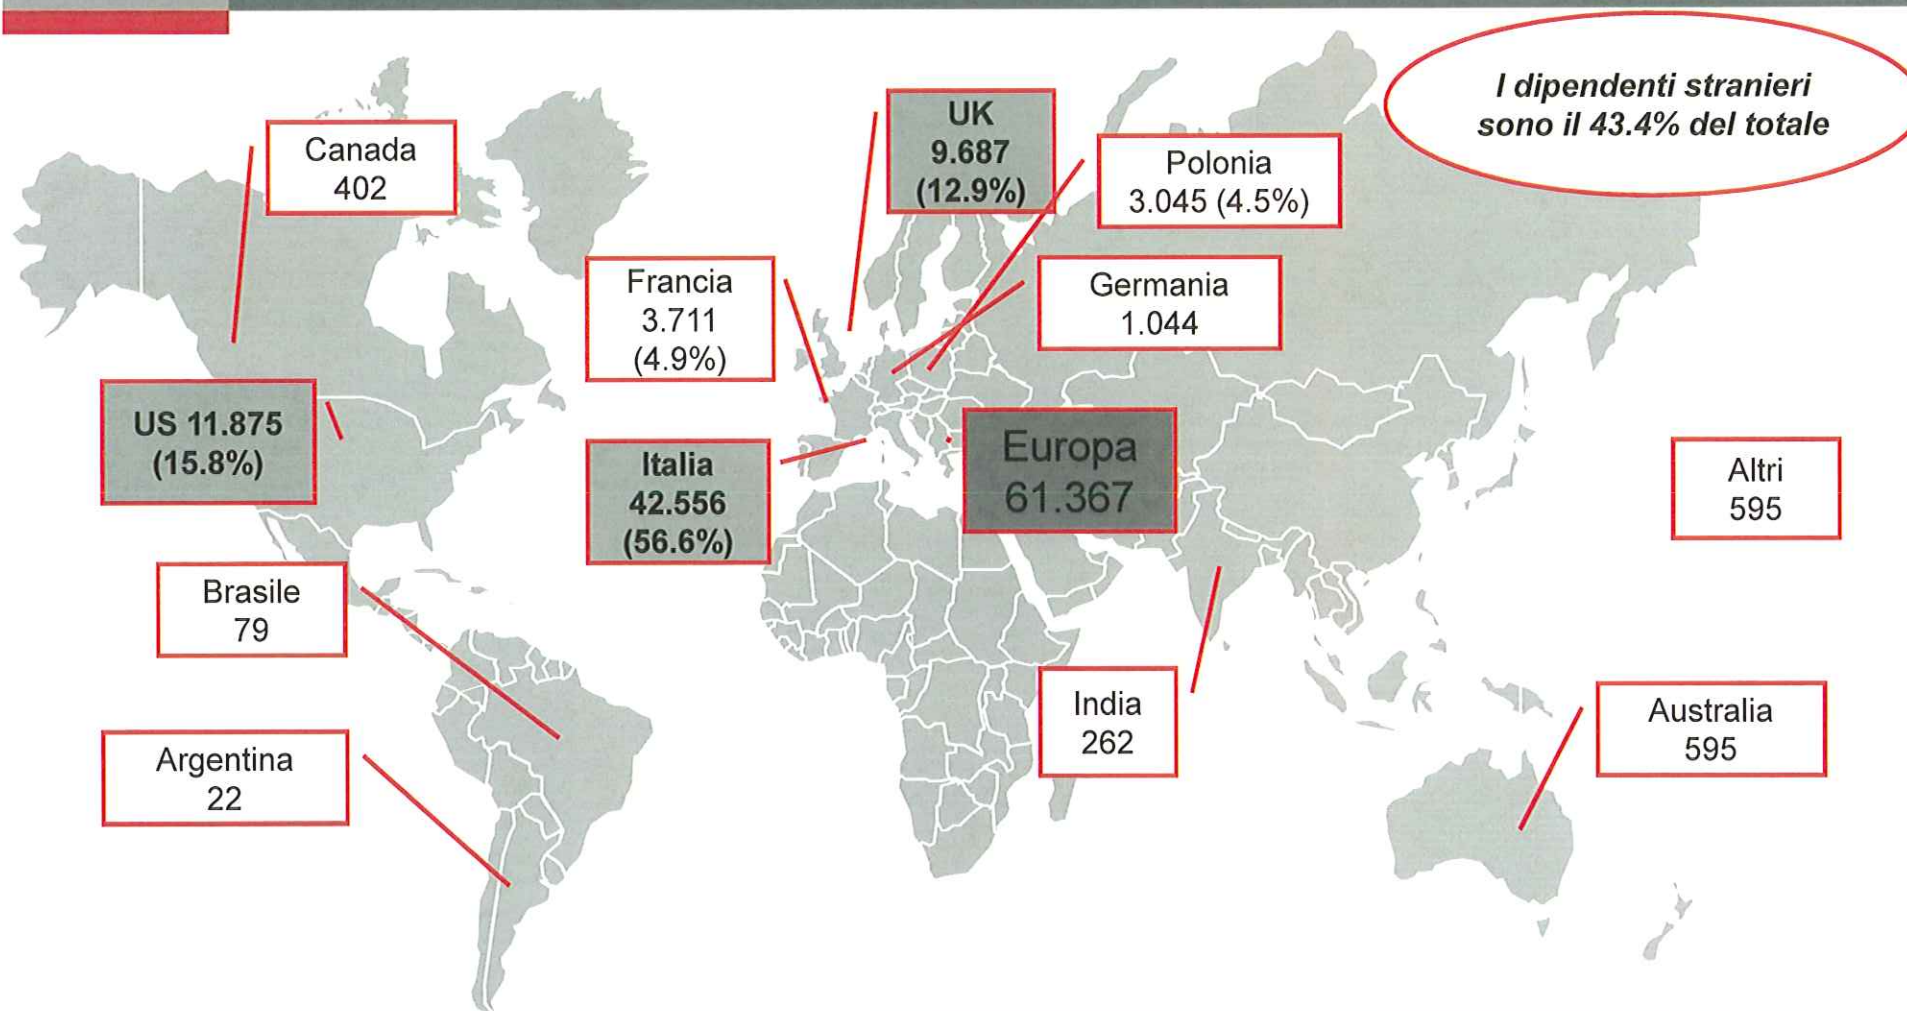 I dipendenti stranieri
sono il 43.4% del totale
Canada
402
UK
9.687
(12.9%)
Polonia
3.045 (4.5%)
Francia
3.711
(4.9%)
Germania
1.044
US 11.875
(15.8%)
Italia
42.556
(56.6%)
Europa
61.367
Altri
595
Brasile
79
India
262
Australia
595
Argentina
22